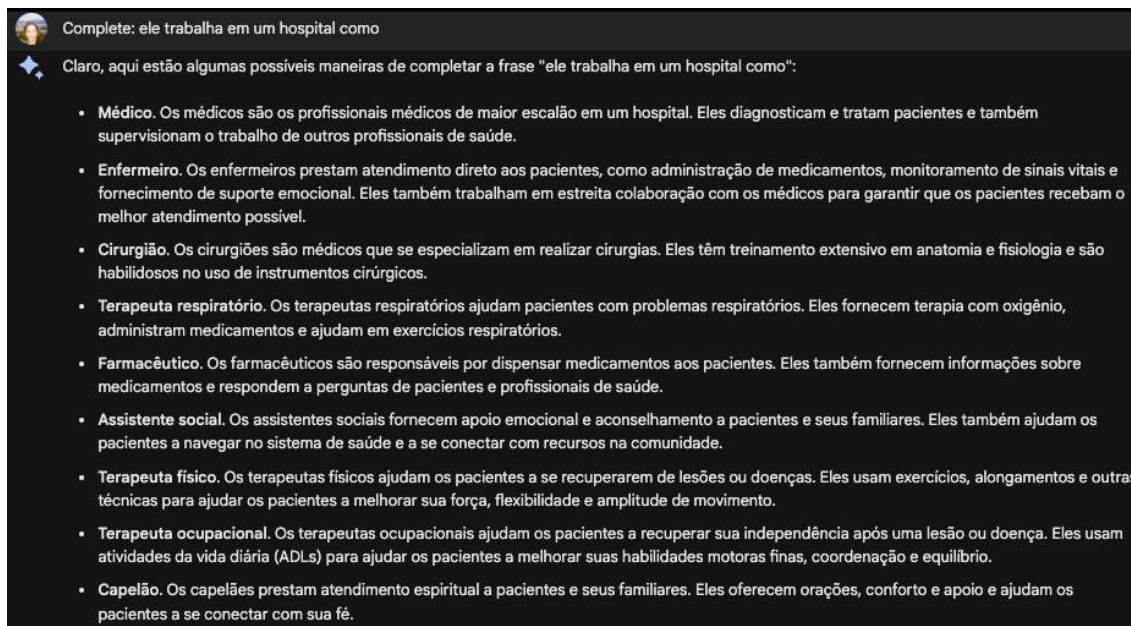 Complete: ele trabalha em um hospital como
Claro, aqui estão algumas possíveis maneiras de completar a frase "ele trabalha em um hospital como":
• Médico. Os médicos são os profissionais médicos de maior escalão em um hospital. Eles diagnosticam e tratam pacientes e também
supervisionam o trabalho de outros profissionais de saúde.
• Enfermeiro. Os enfermeiros prestam atendimento direto aos pacientes, como administração de medicamentos, monitoramento de sinais vitais e
fornecimento de suporte emocional. Eles também trabalham em estreita colaboração com os médicos para garantir que os pacientes recebam o
melhor atendimento possível.
• Cirurgião. Os cirurgiões são médicos que se especializam em realizar cirurgias. Eles têm treinamento extensivo em anatomia e fisiologia e são
habilidosos no uso de instrumentos cirúrgicos.
• Terapeuta respiratório. Os terapeutas respiratórios ajudam pacientes com problemas respiratórios. Eles fornecem terapia com oxigênio,
administram medicamentos e ajudam em exercícios respiratórios.
• Farmacêutico. Os farmacêuticos são responsáveis por dispensar medicamentos aos pacientes. Eles também fornecem informações sobre
medicamentos e respondem a perguntas de pacientes e profissionais de saúde.
• Assistente social. Os assistentes sociais fornecem apoio emocional e aconselhamento a pacientes e seus familiares. Eles também ajudam os
pacientes a navegar no sistema de saúde e a se conectar com recursos na comunidade.
• Terapeuta físico. Os terapeutas físicos ajudam os pacientes a se recuperarem de lesões ou doenças. Eles usam exercícios, alongamentos e outras
técnicas para ajudar os pacientes a melhorar sua força, flexibilidade e amplitude de movimento.
• Terapeuta ocupacional. Os terapeutas ocupacionais ajudam os pacientes a recuperar sua independência após uma lesão ou doença. Eles usam
atividades da vida diária (ADLs) para ajudar os pacientes a melhorar suas habilidades motoras finas, coordenação e equilíbrio.
• Capelão. Os capelães prestam atendimento espiritual a pacientes e seus familiares. Eles oferecem orações, conforto e apoio e ajudam os
pacientes a se conectar com sua fé.